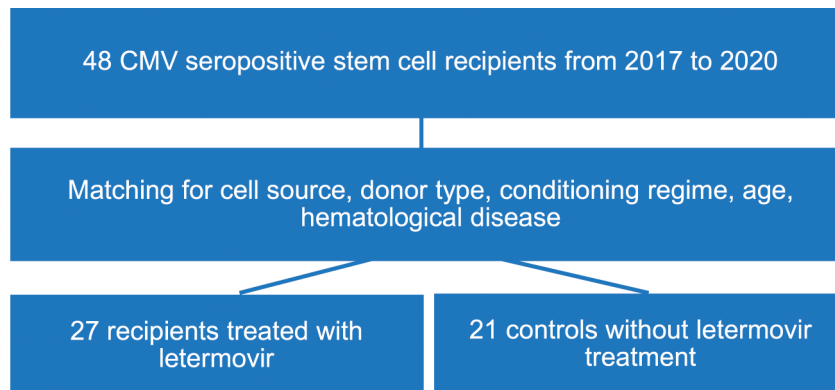 48 CMV seropositive stem cell recipients from 2017 to 2020
Matching for cell source, donor type, conditioning regime, age,
hematological disease
27 recipients treated with
letermovir
21 controls without letermovir
treatment